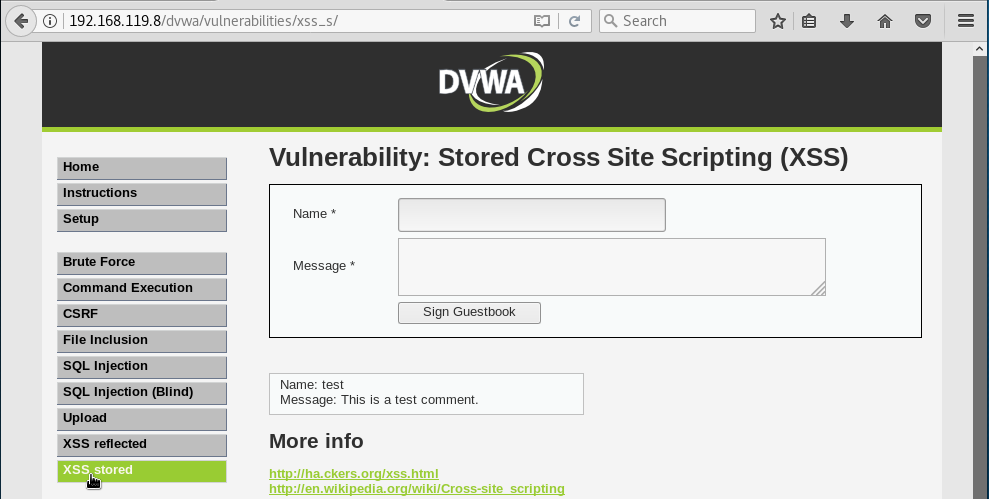 192.168.119.8/dvwa/vulnerabilities/xss_s/
Search
DVWA
Home
Instructions
Setup
Brute Force
Command Execution
CSRF
File Inclusion
SQL Injection
SQL Injection (Blind)
Upload
XSS reflected
XSS stored
Vulnerability: Stored Cross Site Scripting (XSS)
Name *
Message *
Sign Guestbook
Name: test
Message: This is a test comment.
More info
http://ha.ckers.org/xss.html
http://en.wikipedia.org/wiki/Cross-site_scripting